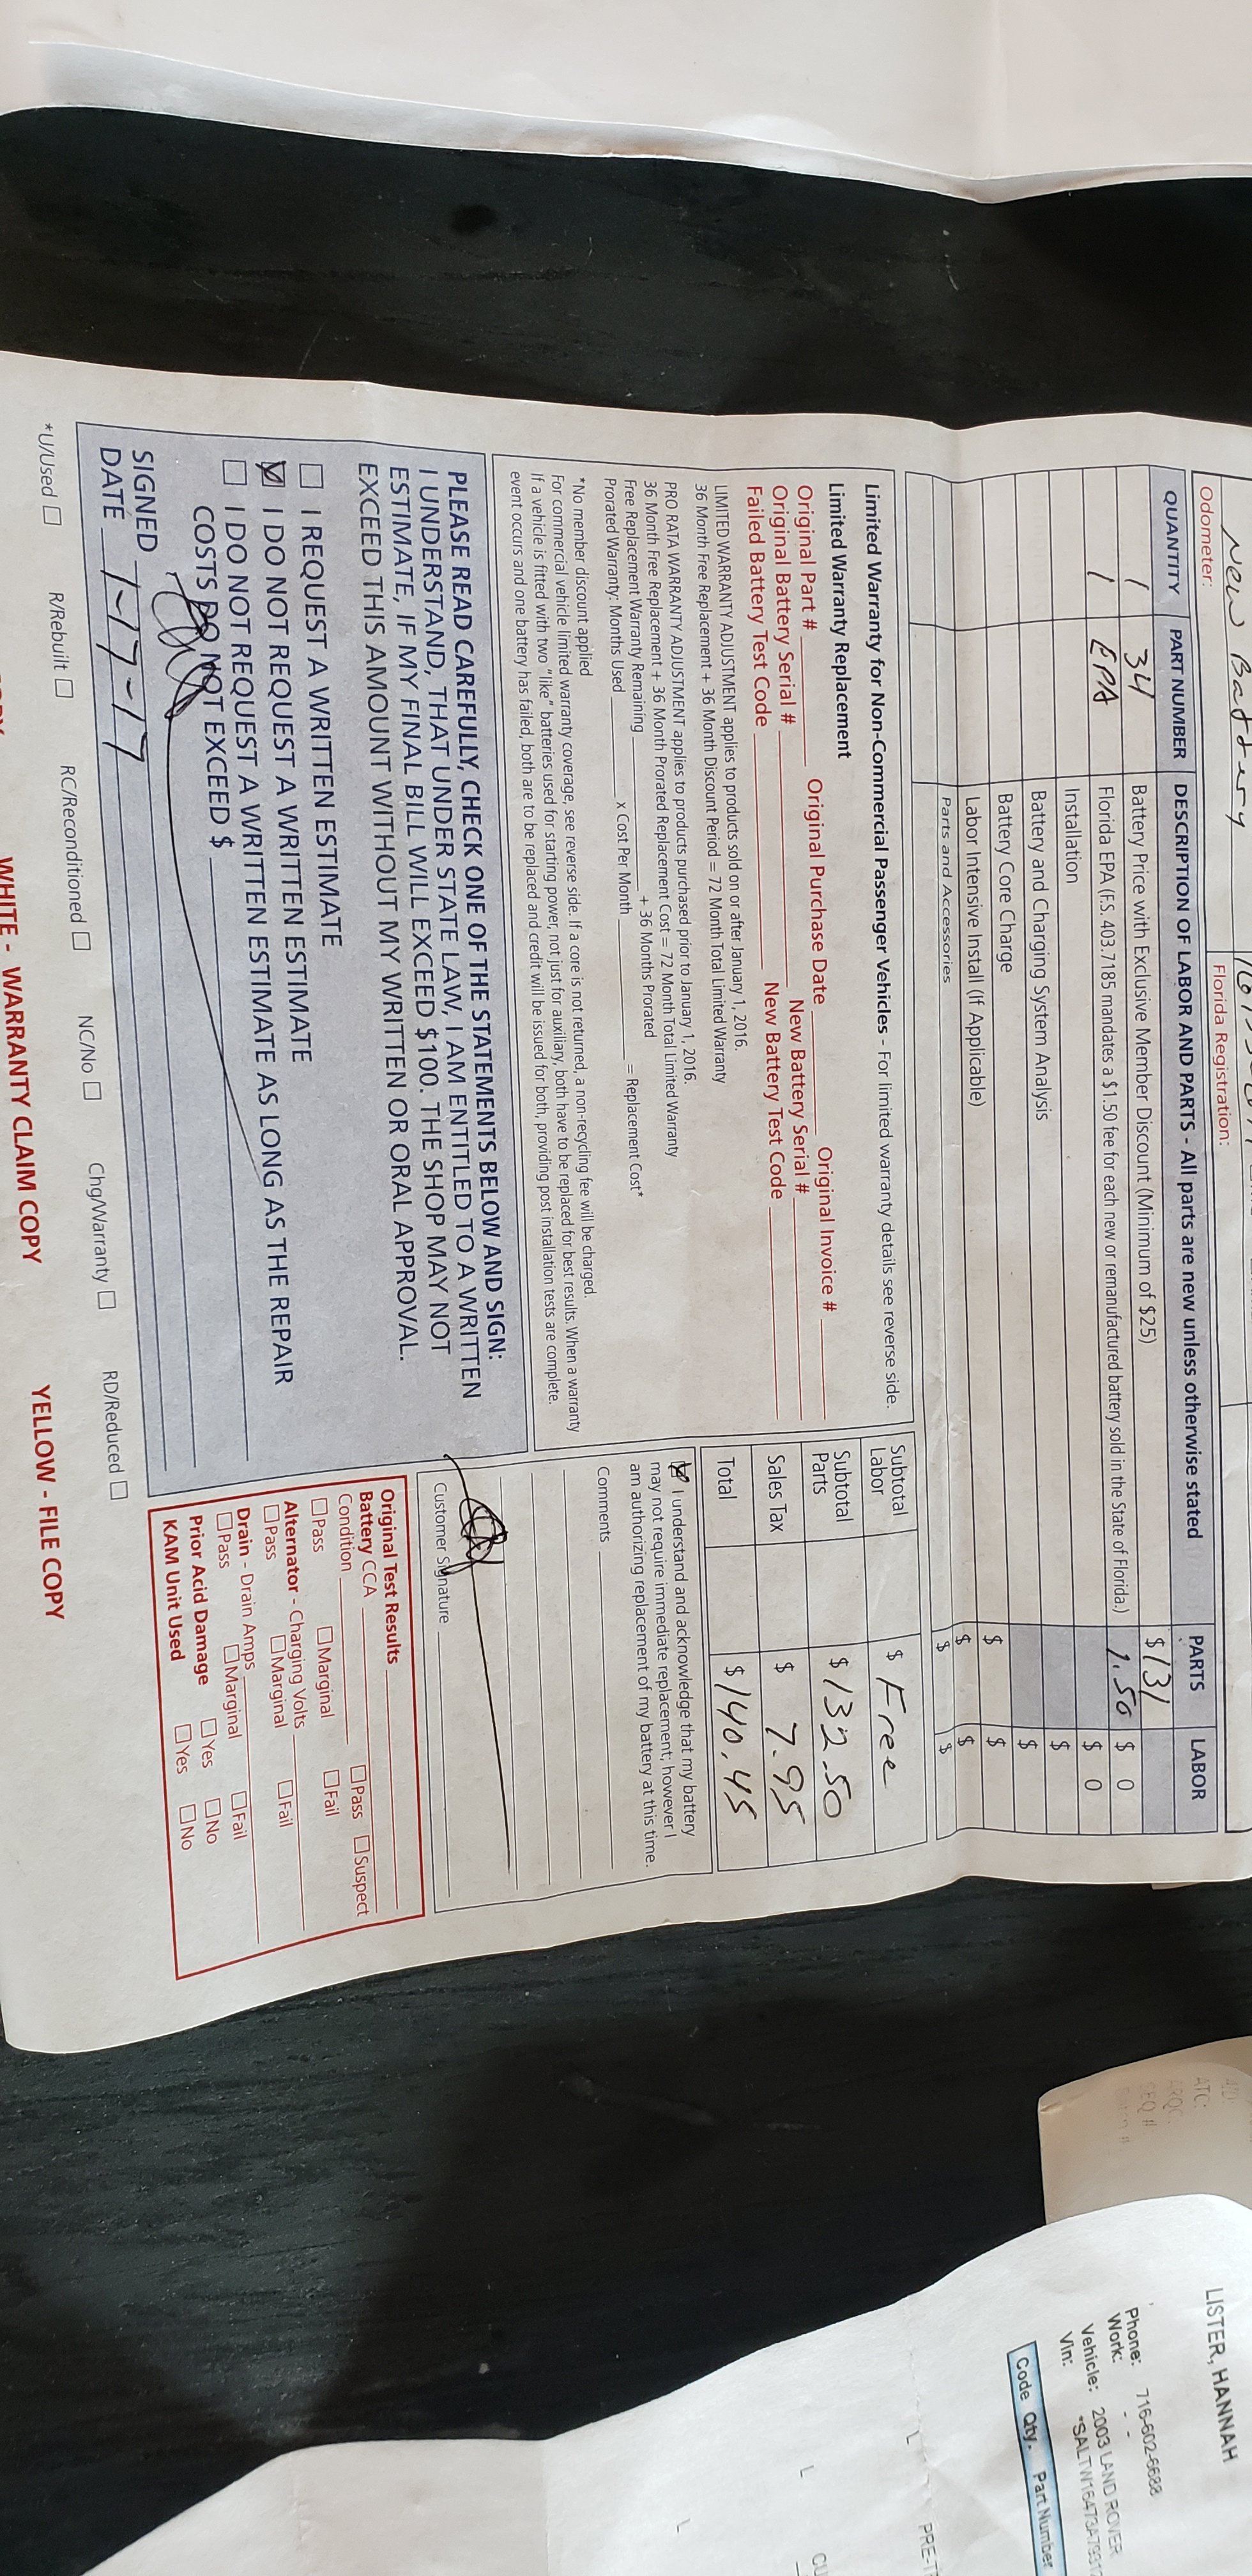 New Battery
Odometer:
Florida Registration:
QUANTITY PART NUMBER DESCRIPTION OF LABOR AND PARTS - All parts are new unless otherwise stated PARTS LABOR
1 34 Battery Price with Exclusive Member Discount (Minimum of $25) $131
1 EPA Florida EPA (F.S. 403.7185 mandates a $1.50 fee for each new or remanufactured battery sold in the State of Florida.) 1.50 $ 0
Installation $ 0
Battery and Charging System Analysis $
Battery Core Charge $
Labor Intensive Install (If Applicable) $ $
Parts and Accessories $ $
$ $
Limited Warranty for Non-Commercial Passenger Vehicles - For limited warranty details see reverse side.
Limited Warranty Replacement
Original Part # Original Purchase Date Original Invoice #
Original Battery Serial # New Battery Serial #
Failed Battery Test Code New Battery Test Code
LIMITED WARRANTY ADJUSTMENT applies to products sold on or after January 1, 2016.
36 Month Free Replacement + 36 Month Discount Period = 72 Month Total Limited Warranty
PRO RATA WARRANTY ADJUSTMENT applies to products purchased prior to January 1, 2016.
36 Month Free Replacement + 36 Month Prorated Replacement Cost = 72 Month Total Limited Warranty
Free Replacement Warranty Remaining + 36 Months Prorated
Prorated Warranty: Months Used x Cost Per Month = Replacement Cost*
*No member discount applied
For commercial vehicle limited warranty coverage, see reverse side. If a core is not returned, a non-recycling fee will be charged.
If a vehicle is fitted with two "like" batteries used for starting power, not just for auxiliary, both have to be replaced for best results. When a warranty
event occurs and one battery has failed, both are to be replaced and credit will be issued for both, providing post installation tests are complete.
Subtotal Labor $ Free
Subtotal Parts $ 132.50
Sales Tax $ 7.95
Total $ 140.45
I understand and acknowledge that my battery
may not require immediate replacement; however I
am authorizing replacement of my battery at this time.
Comments
Customer Signature
PLEASE READ CAREFULLY, CHECK ONE OF THE STATEMENTS BELOW AND SIGN:
I UNDERSTAND, THAT UNDER STATE LAW, I AM ENTITLED TO A WRITTEN
ESTIMATE, IF MY FINAL BILL WILL EXCEED $100. THE SHOP MAY NOT
EXCEED THIS AMOUNT WITHOUT MY WRITTEN OR ORAL APPROVAL.
I REQUEST A WRITTEN ESTIMATE
I DO NOT REQUEST A WRITTEN ESTIMATE
I DO NOT REQUEST A WRITTEN ESTIMATE AS LONG AS THE REPAIR
COSTS DO NOT EXCEED $
SIGNED
DATE 1-17-17
Original Test Results
Battery CCA Pass Suspect
Condition
Pass Marginal Fail
Alternator - Charging Volts
Pass Marginal Fail
Drain - Drain Amps
Pass Marginal Fail
Prior Acid Damage Yes No
KAM Unit Used Yes No
*U/Used R/Rebuilt RC/Reconditioned NC/No Chg/Warranty RD/Reduced
WHITE - WARRANTY CLAIM COPY YELLOW - FILE COPY
ATC:
SEQ #
LISTER, HANNAH
Phone: 716-602-6688
Work: - -
Vehicle: 2003 LAND ROVER
Vin:
Code Qty. Part Number